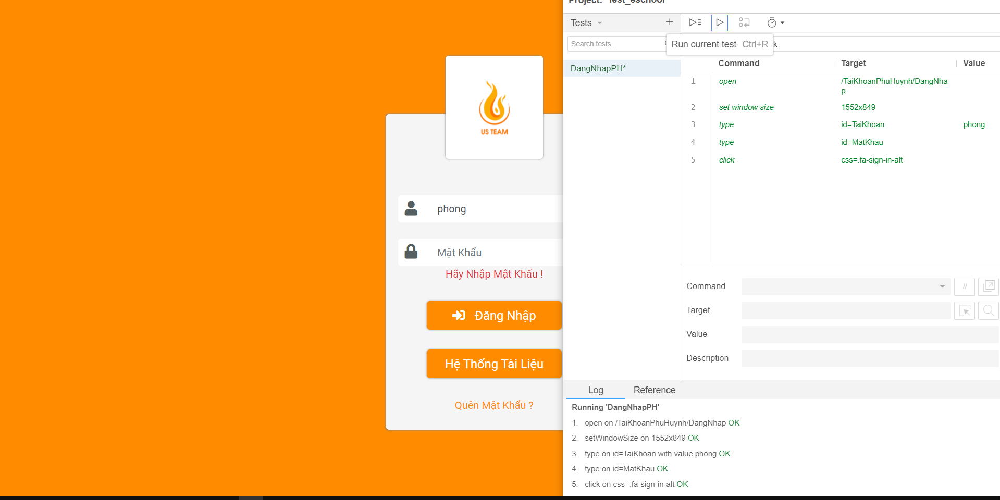 US TEAM
phong
Mật Khẩu
Hãy Nhập Mật Khẩu !
Đăng Nhập
Hệ Thống Tài Liệu
Quên Mật Khẩu ?
Project: Test_eschool
Tests
Search tests...
Run current test Ctrl+R
k
DangNhapPH*
Command Target Value
1 open /TaiKhoanPhuHuynh/DangNha
p
2 set window size 1552x849
3 type id=TaiKhoan phong
4 type id=MatKhau
5 click css=.fa-sign-in-alt
Command //
Target
Value
Description
Log Reference
Running 'DangNhapPH'
1. open on /TaiKhoanPhuHuynh/DangNhap OK
2. setWindowSize on 1552x849 OK
3. type on id=TaiKhoan with value phong OK
4. type on id=MatKhau OK
5. click on css=.fa-sign-in-alt OK